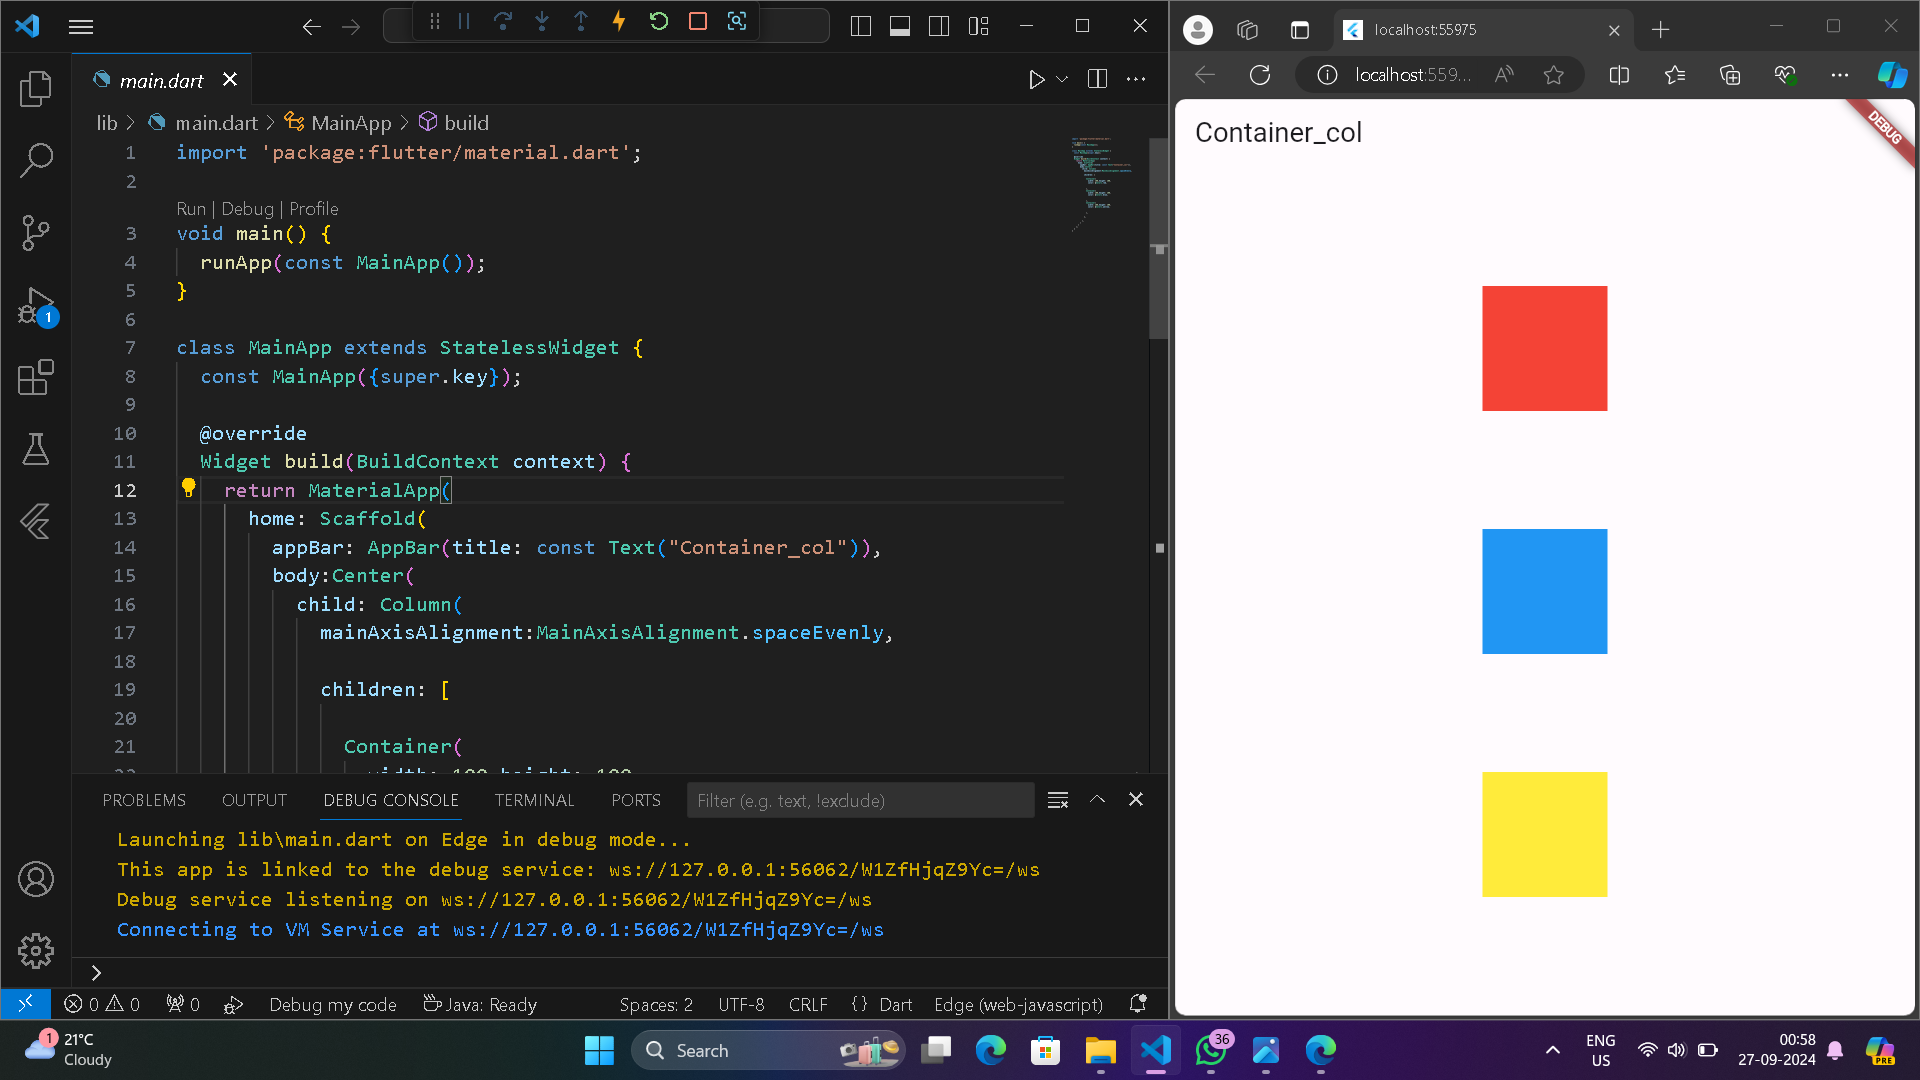 main.dart
lib > main.dart > MainApp > build
1 import 'package:flutter/material.dart';
2
Run | Debug | Profile
3 void main() {
4 runApp(const MainApp());
5 }
6
7 class MainApp extends StatelessWidget {
8 const MainApp({super.key});
9
10 @override
11 Widget build(BuildContext context) {
12 return MaterialApp(
13 home: Scaffold(
14 appBar: AppBar(title: const Text("Container_col")),
15 body:Center(
16 child: Column(
17 mainAxisAlignment:MainAxisAlignment.spaceEvenly,
18
19 children: [
20
21 Container(
PROBLEMS OUTPUT DEBUG CONSOLE TERMINAL PORTS Filter (e.g. text, !exclude)
Launching lib\main.dart on Edge in debug mode...
This app is linked to the debug service: ws://127.0.0.1:56062/W1ZfHjqZ9Yc=/ws
Debug service listening on ws://127.0.0.1:56062/W1ZfHjqZ9Yc=/ws
Connecting to VM Service at ws://127.0.0.1:56062/W1ZfHjqZ9Yc=/ws
>
0 0 0 Debug my code Java: Ready Spaces: 2 UTF-8 CRLF {} Dart Edge (web-javascript)
1
localhost:55975
localhost:559...
Container_col
DEBUG
1
21°C
Cloudy
Search
36
ENG
US
00:58
27-09-2024
PRE